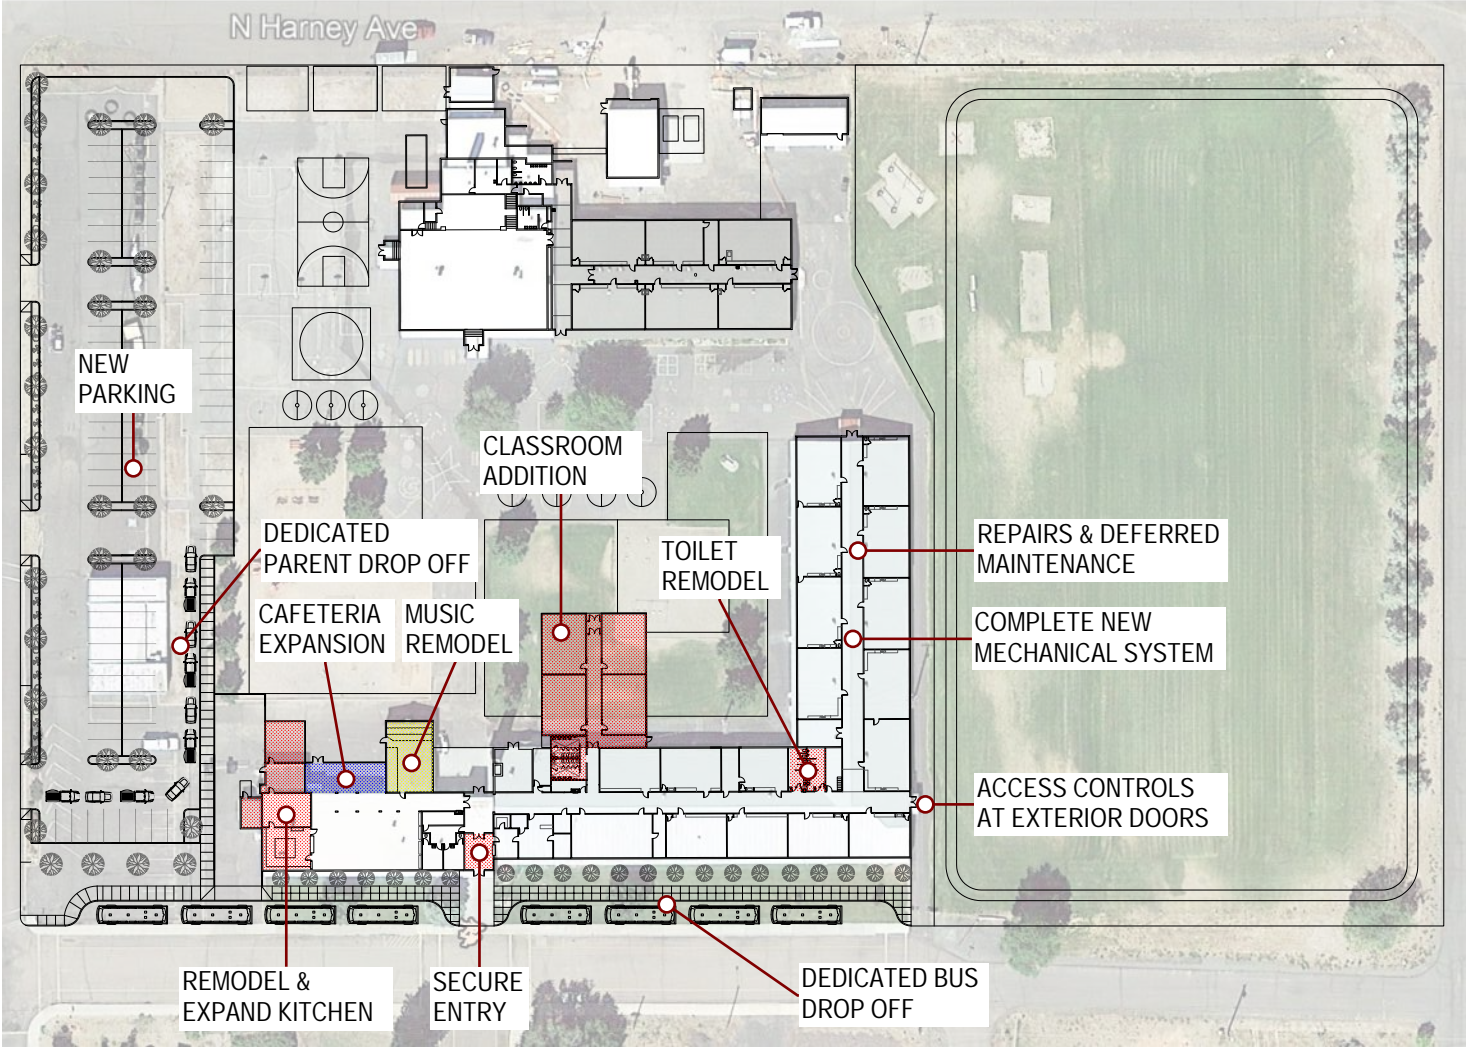 N Harney Ave
NEW
PARKING
CLASSROOM
ADDITION
DEDICATED
PARENT DROP OFF
TOILET
REMODEL
REPAIRS & DEFERRED
MAINTENANCE
CAFETERIA
EXPANSION
MUSIC
REMODEL
COMPLETE NEW
MECHANICAL SYSTEM
ACCESS CONTROLS
AT EXTERIOR DOORS
REMODEL &
EXPAND KITCHEN
SECURE
ENTRY
DEDICATED BUS
DROP OFF